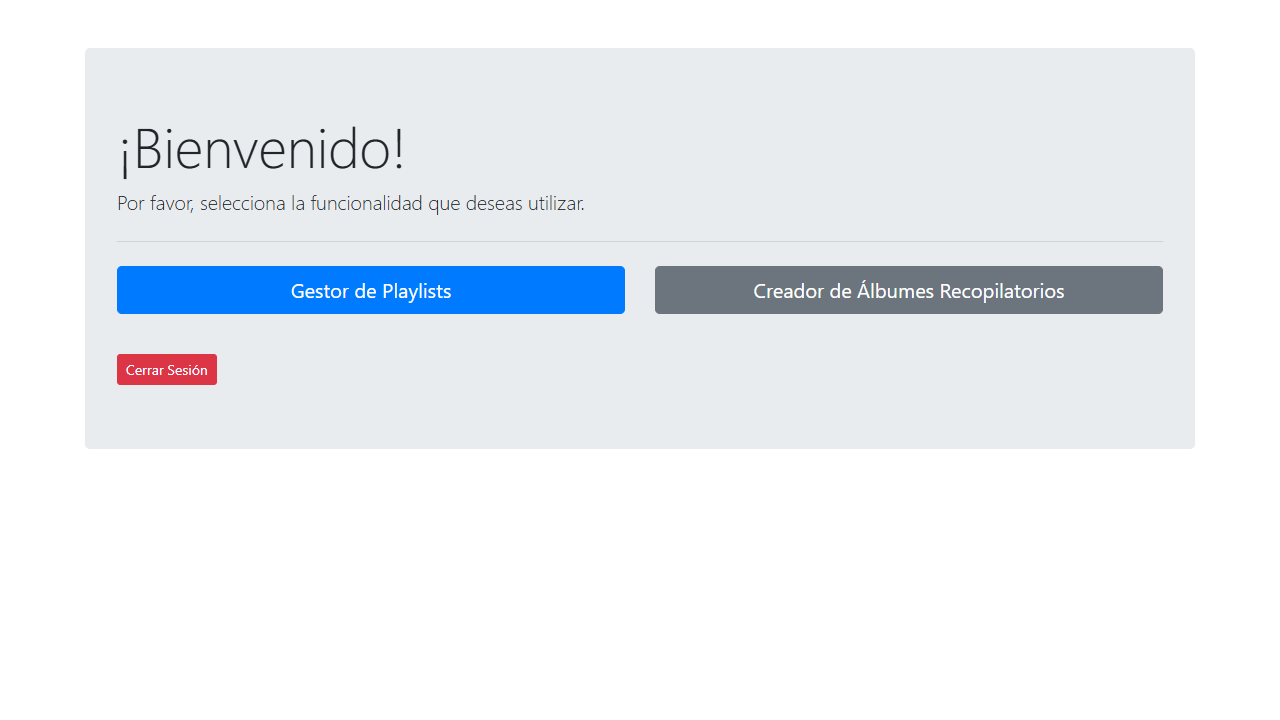 ¡Bienvenido!
Por favor, selecciona la funcionalidad que deseas utilizar.
Gestor de Playlists
Creador de Álbumes Recopilatorios
Cerrar Sesión